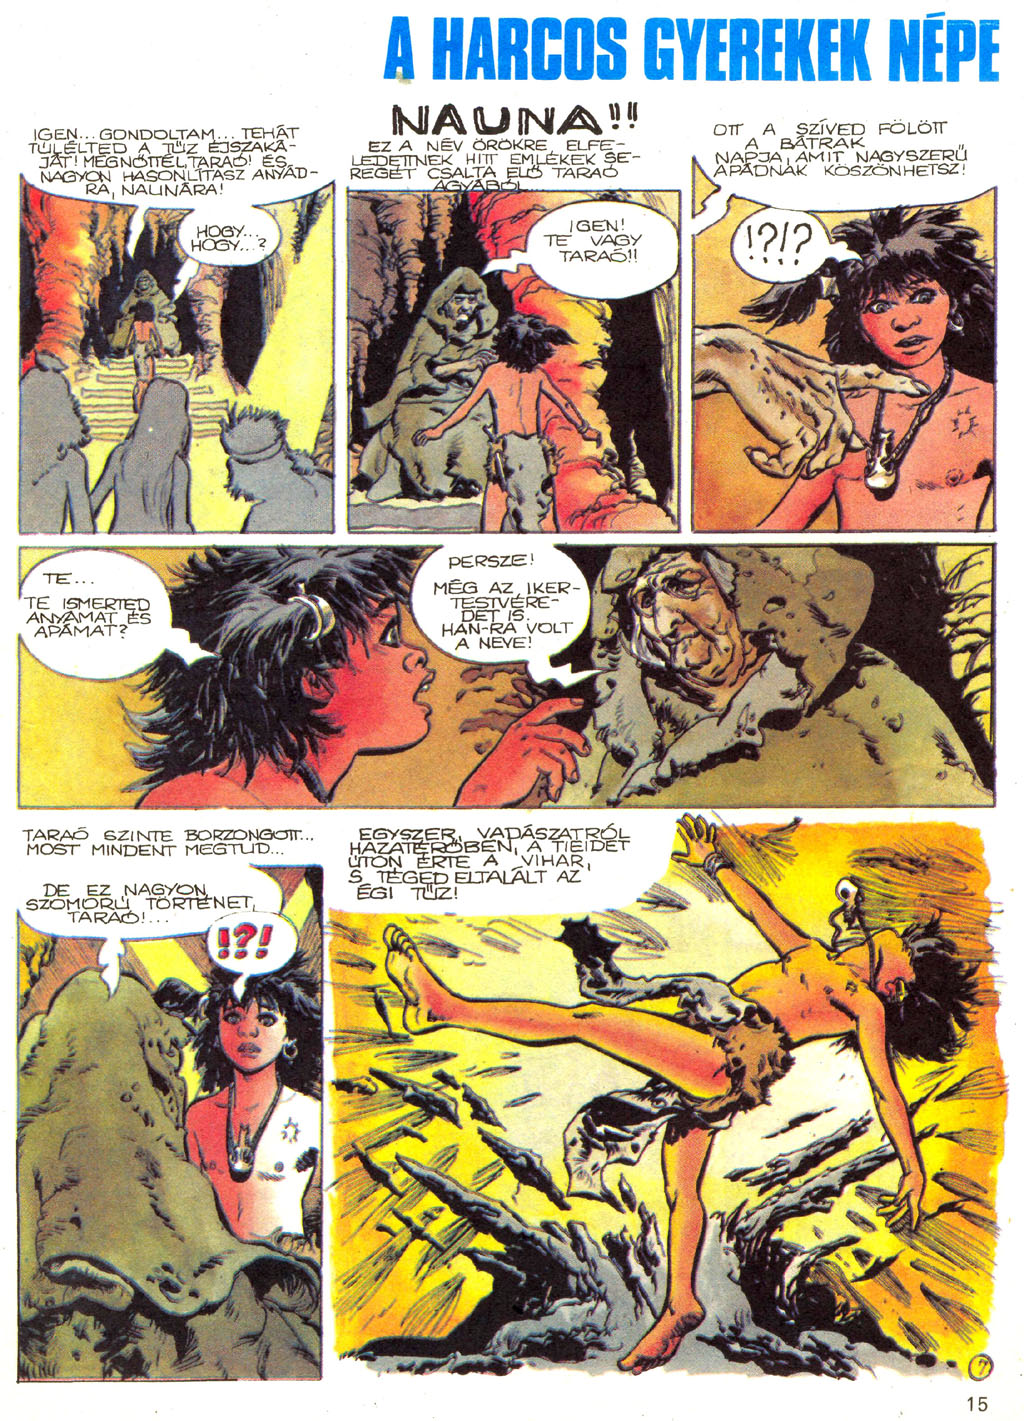 A HARCOS GYEREKEK NÉPE
IGEN... GONDOLTAM... TEHÁT
TÚLÉLTED A TŰZ ÉJSZAKÁ-
JÁT! MEGNŐTTÉL, TARAÓ! ÉS
NAGYON HASONLÍTASZ ANYÁD-
RA, NAUNÁRA!
HOGY...
HOGY...?
NAUNA!!
EZ A NÉV ÖRÖKRE ELFE-
LEDETTNEK HITT EMLÉKEK SE-
REGÉT CSALTA ELŐ TARAÓ
AGYÁBÓL...
IGEN!
TE VAGY
TARAÓ!!
OTT A SZÍVED FÖLÖTT
A BÁTRAK
NAPJA, AMIT NAGYSZERŰ
APÁDNAK KÖSZÖNHETSZ!
!?!?
TE...
TE ISMERTED
ANYÁMAT ÉS
APÁMAT?
PERSZE!
MÉG AZ IKER-
TESTVÉRE-
DET IS,
HAN-RA VOLT
A NEVE!
TARAÓ SZINTE BORZONGOTT...
MOST MINDENT MEGTUD...
DE EZ NAGYON
SZOMORÚ TÖRTÉNET,
TARAÓ!...
!?!
EGYSZER, VADÁSZATRÓL
HAZATÉRŐBEN, A TIEIDET
ÚTON ÉRTE A VIHAR,
S TÉGED ELTALÁLT AZ
ÉGI TŰZ!
7
15